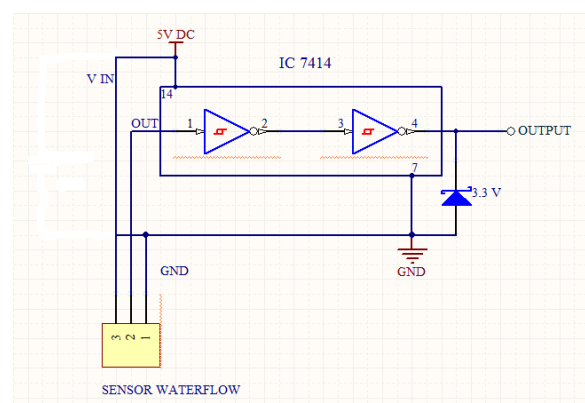 5V DC
IC 7414
V IN
14
OUT
1
2
3
4
OUTPUT
7
3.3 V
GND
GND
3
2
1
SENSOR WATERFLOW